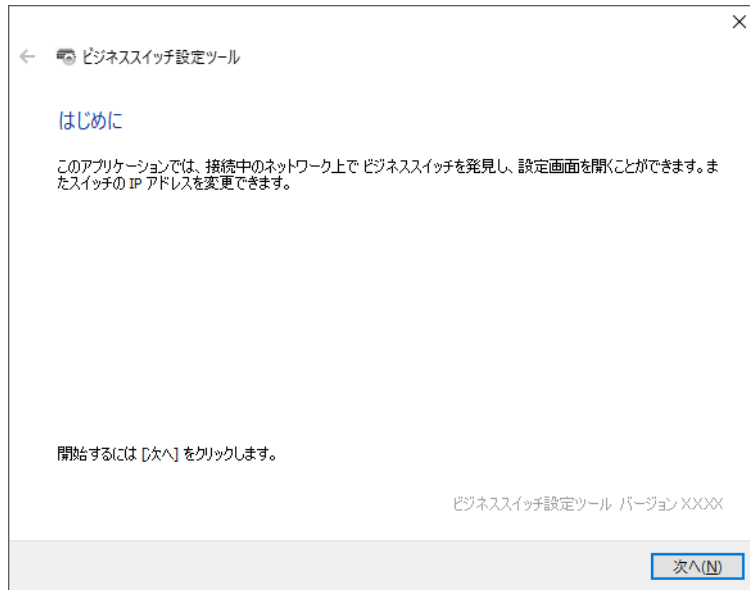 ビジネススイッチ設定ツール
はじめに
このアプリケーションでは、接続中のネットワーク上で ビジネススイッチを発見し、設定画面を開くことができます。ま
たスイッチの IP アドレスを変更できます。
開始するには [次へ] をクリックします。
ビジネススイッチ設定ツール バージョン XXXX
次へ(N)